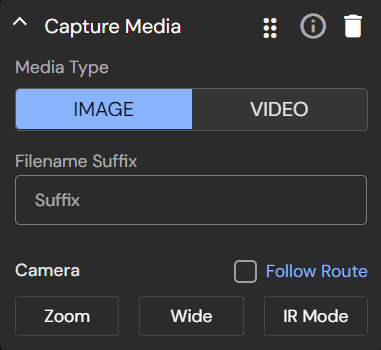 Capture Media
Media Type
IMAGE VIDEO
Filename Suffix
Suffix
Camera Follow Route
Zoom Wide IR Mode